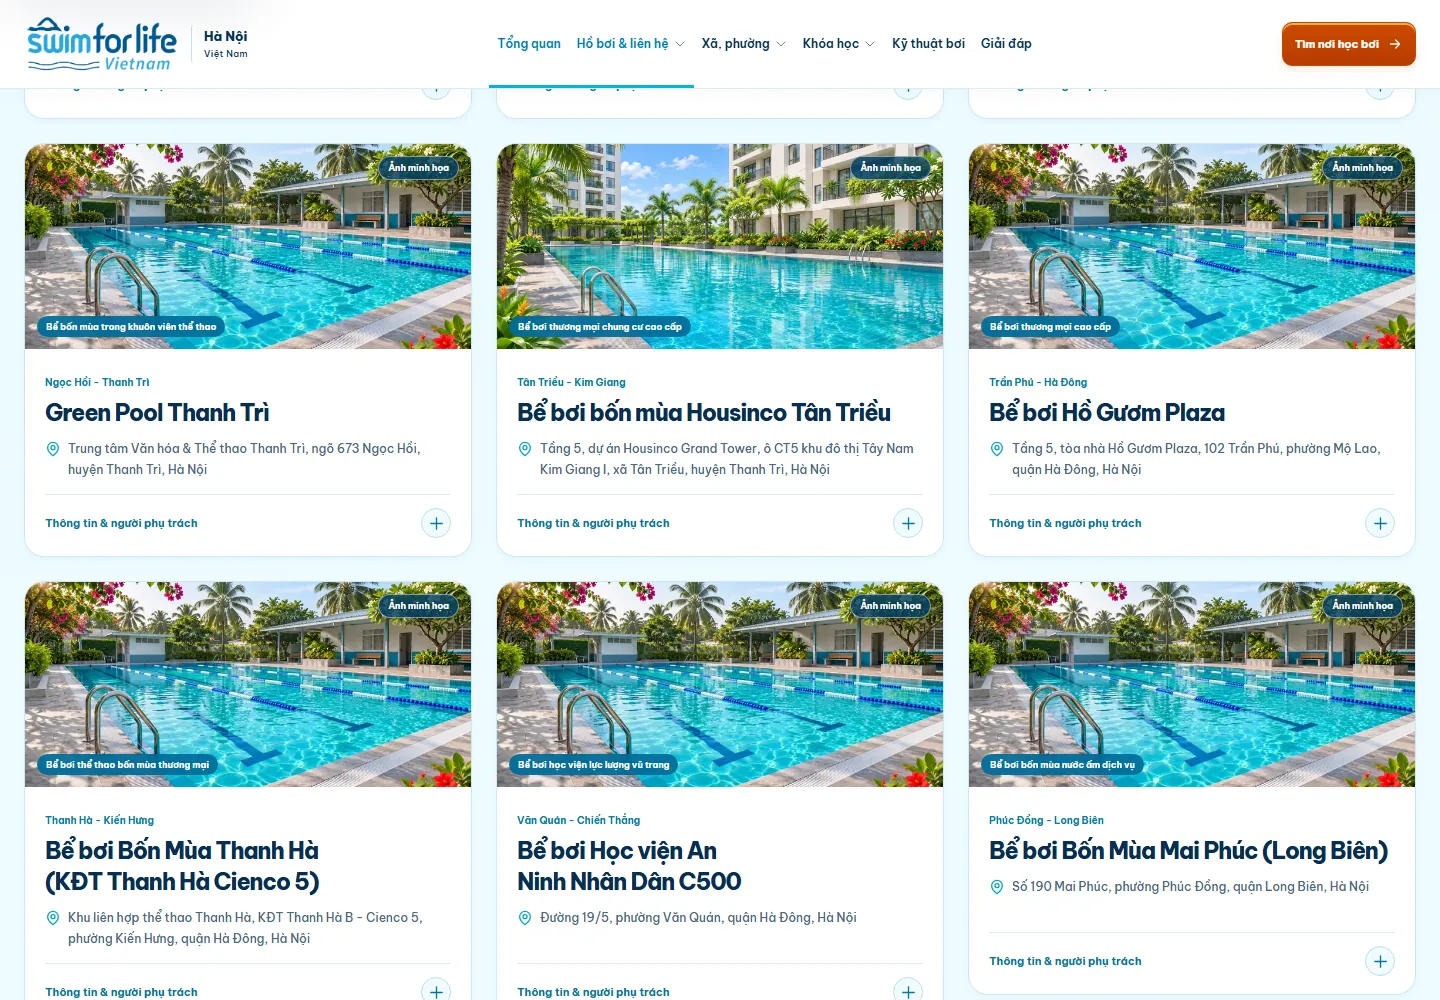 swimforlife
Vietnam
Hà Nội
Việt Nam
Tổng quan
Hồ bơi & liên hệ
Xã, phường
Khóa học
Kỹ thuật bơi
Giải đáp
Tìm nơi học bơi
Ảnh minh họa
Bể bốn mùa trong khuôn viên thể thao
Ngọc Hồi - Thanh Trì
Green Pool Thanh Trì
Trung tâm Văn hóa & Thể thao Thanh Trì, ngõ 673 Ngọc Hồi,
huyện Thanh Trì, Hà Nội
Thông tin & người phụ trách
Ảnh minh họa
Bể bơi thương mại chung cư cao cấp
Tân Triều - Kim Giang
Bể bơi bốn mùa Housinco Tân Triều
Tầng 5, dự án Housinco Grand Tower, ô CT5 khu đô thị Tây Nam
Kim Giang I, xã Tân Triều, huyện Thanh Trì, Hà Nội
Thông tin & người phụ trách
Ảnh minh họa
Bể bơi thương mại cao cấp
Trần Phú - Hà Đông
Bể bơi Hồ Gươm Plaza
Tầng 5, tòa nhà Hồ Gươm Plaza, 102 Trần Phú, phường Mộ Lao,
quận Hà Đông, Hà Nội
Thông tin & người phụ trách
Ảnh minh họa
Bể bơi thể thao bốn mùa thương mại
Thanh Hà - Kiến Hưng
Bể bơi Bốn Mùa Thanh Hà
(KĐT Thanh Hà Cienco 5)
Khu liên hợp thể thao Thanh Hà, KĐT Thanh Hà B - Cienco 5,
phường Kiến Hưng, quận Hà Đông, Hà Nội
Thông tin & người phụ trách
Ảnh minh họa
Bể bơi học viện lực lượng vũ trang
Văn Quán - Chiến Thắng
Bể bơi Học viện An
Ninh Nhân Dân C500
Đường 19/5, phường Văn Quán, quận Hà Đông, Hà Nội
Thông tin & người phụ trách
Ảnh minh họa
Bể bơi bốn mùa nước ấm dịch vụ
Phúc Đồng - Long Biên
Bể bơi Bốn Mùa Mai Phúc (Long Biên)
Số 190 Mai Phúc, phường Phúc Đồng, quận Long Biên, Hà Nội
Thông tin & người phụ trách